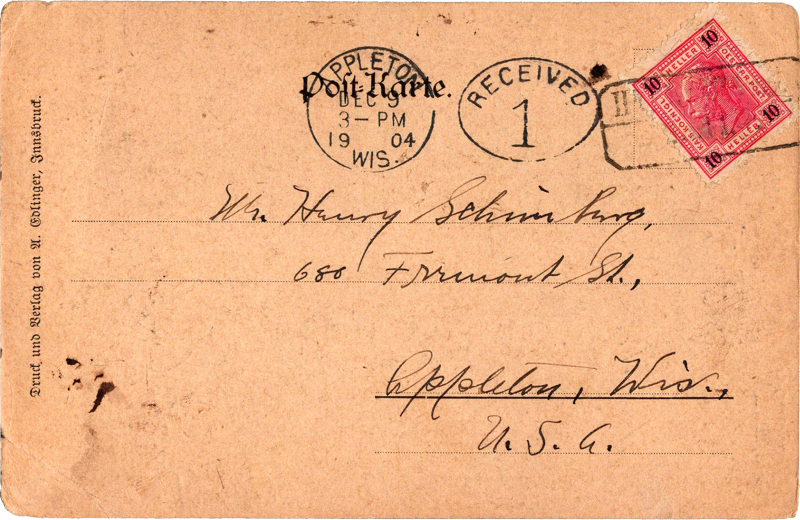 Post-Karte.
APPLETON
DEC 9
3-PM
19 04
WIS.
RECEIVED
1
10
10
10
10
HELLER
HELLER
Mr. Henry
680 Fremont St.,
Appleton, Wis.,
U. S. A.
Druck und Verlag von A. Edlinger, Innsbruck.